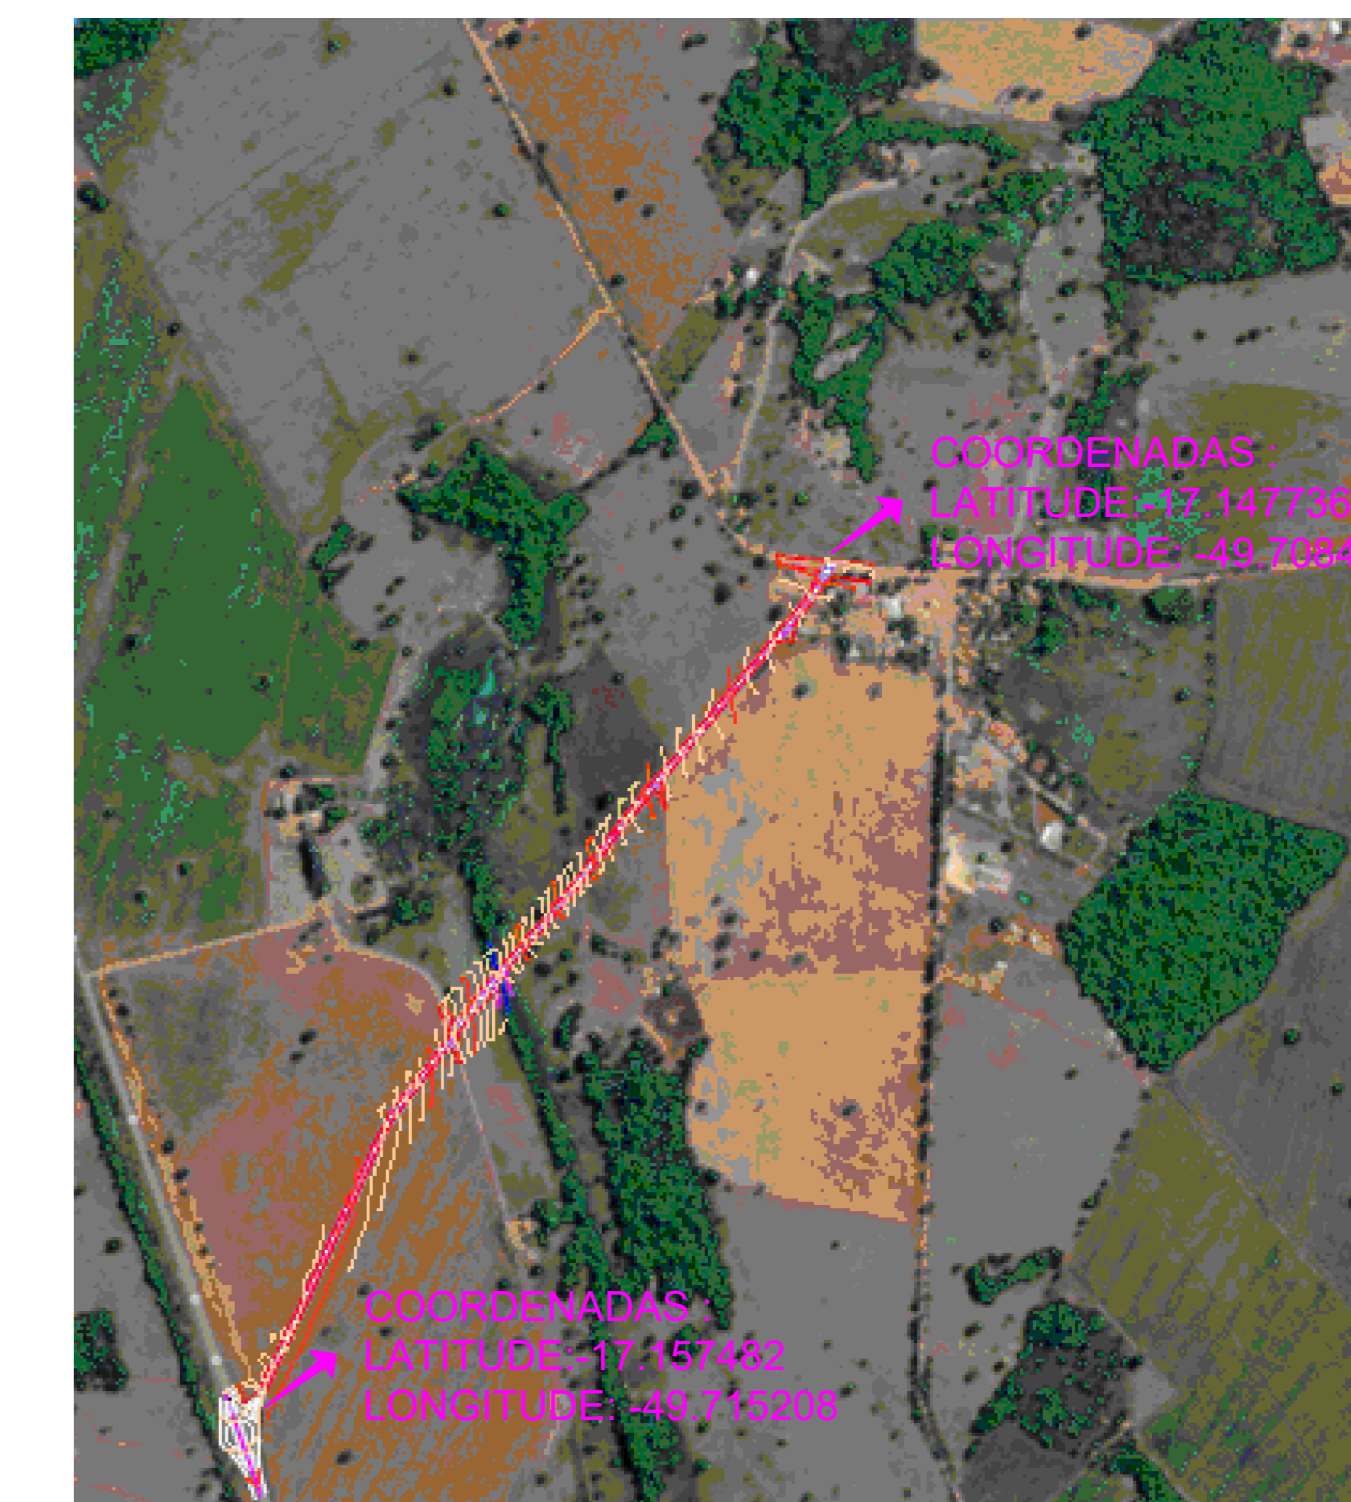 COORDENADAS :
LATITUDE:-17.147736
LONGITUDE: -49.7084
COORDENADAS :
LATITUDE:-17.157482
LONGITUDE: -49.715208